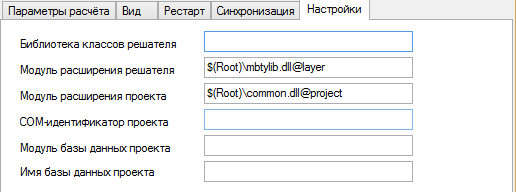 Параметры расчёта Вид Рестарт Синхронизация Настройки
Библиотека классов решателя
Модуль расширения решателя $(Root)\mbtylib.dll@layer
Модуль расширения проекта $(Root)\common.dll@project
COM-идентификатор проекта
Модуль базы данных проекта
Имя базы данных проекта